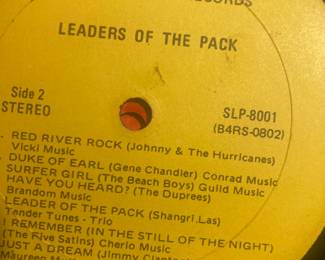 RECORDS
LEADERS OF THE PACK
Side 2
STEREO
SLP-8001
(B4RS-0802)
RED RIVER ROCK (Johnny & The Hurricanes)
Vicki Music
DUKE OF EARL (Gene Chandler) Conrad Music
SURFER GIRL (The Beach Boys) Guild Music
HAVE YOU HEARD? (The Duprees)
Brandom Music
LEADER OF THE PACK (Shangri.Las)
Tender Tunes - Trio
I REMEMBER (IN THE STILL OF THE NIGHT)
(The Five Satins) Cherio Music
JUST A DREAM (Jimmy